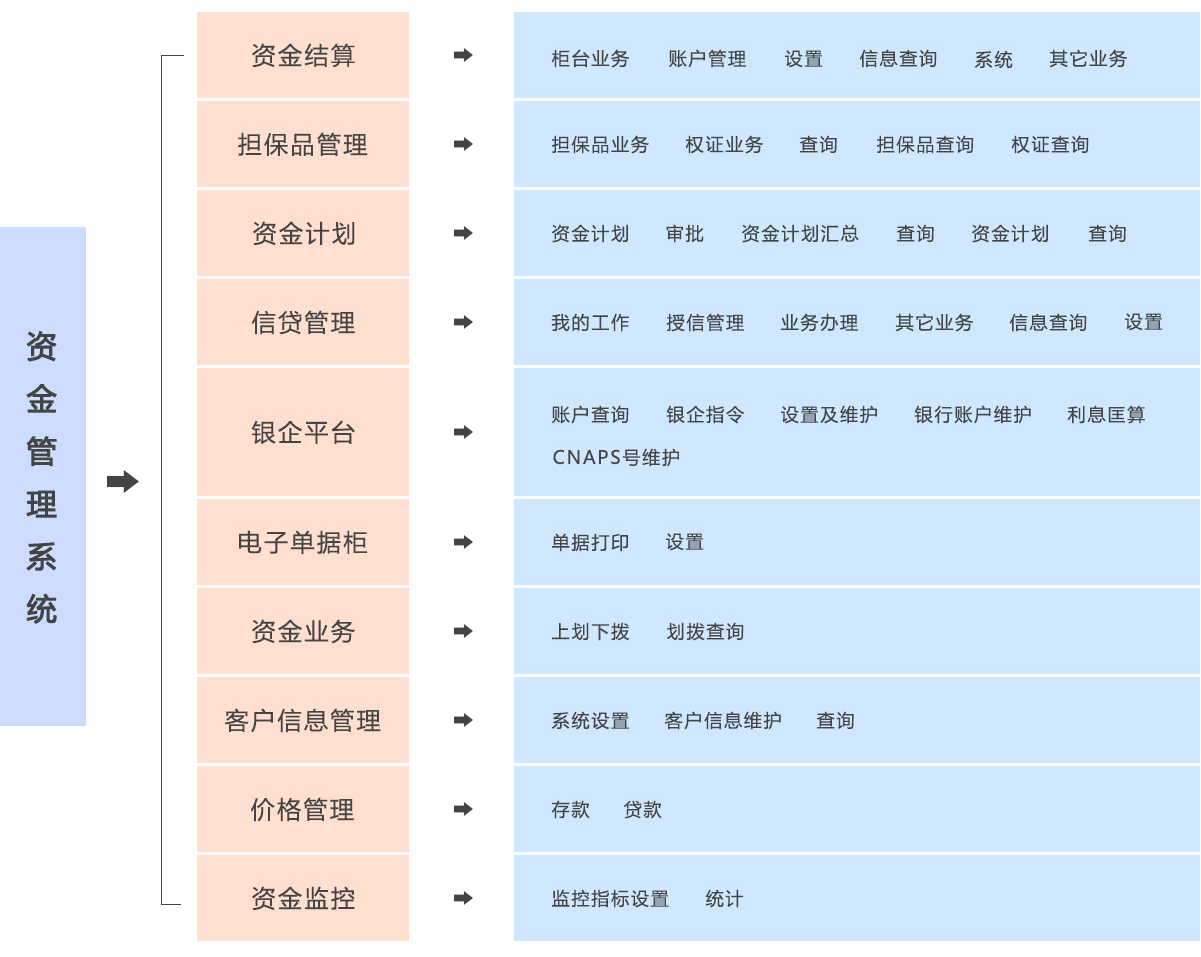 资金管理系统
资金结算
柜台业务 账户管理 设置 信息查询 系统 其它业务
担保品管理
担保品业务 权证业务 查询 担保品查询 权证查询
资金计划
资金计划 审批 资金计划汇总 查询 资金计划 查询
信贷管理
我的工作 授信管理 业务办理 其它业务 信息查询 设置
银企平台
账户查询 银企指令 设置及维护 银行账户维护 利息匡算
CNAPS号维护
电子单据柜
单据打印 设置
资金业务
上划下拨 划拨查询
客户信息管理
系统设置 客户信息维护 查询
价格管理
存款 贷款
资金监控
监控指标设置 统计